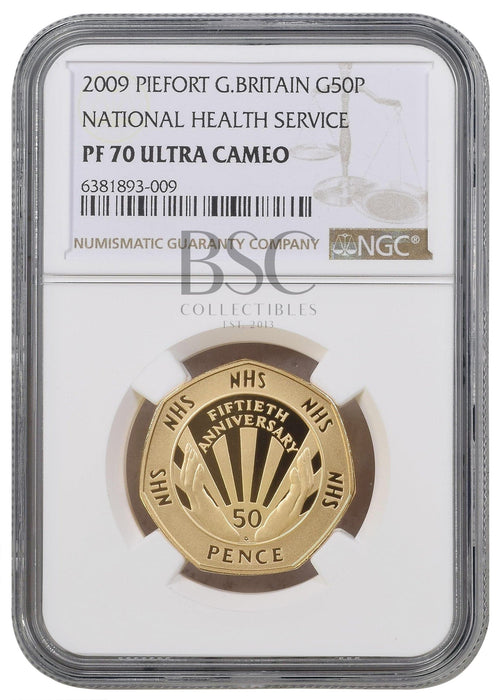 2009 PIEFORT G.BRITAIN G50P
NATIONAL HEALTH SERVICE
PF 70 ULTRA CAMEO
6381893-009
NUMISMATIC GUARANTY COMPANY
NGC®
BSC
COLLECTIBLES
EST. 2013
NHS NHS NHS NHS NHS
FIFTIETH
ANNIVERSARY
50
PENCE